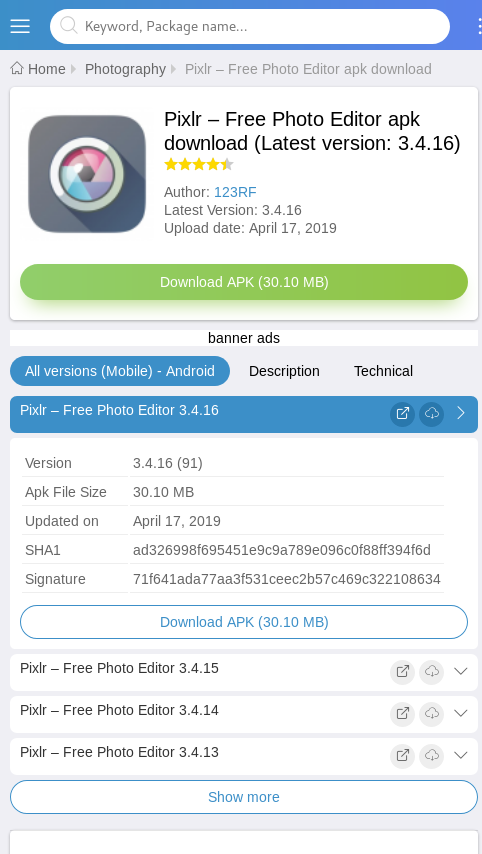 Keyword, Package name...
Home Photography Pixlr – Free Photo Editor apk download
Pixlr – Free Photo Editor apk
download (Latest version: 3.4.16)
Author: 123RF
Latest Version: 3.4.16
Upload date: April 17, 2019
Download APK (30.10 MB)
banner ads
All versions (Mobile) - Android Description Technical
Pixlr – Free Photo Editor 3.4.16
Version 3.4.16 (91)
Apk File Size 30.10 MB
Updated on April 17, 2019
SHA1 ad326998f695451e9c9a789e096c0f88ff394f6d
Signature 71f641ada77aa3f531ceec2b57c469c322108634
Download APK (30.10 MB)
Pixlr – Free Photo Editor 3.4.15
Pixlr – Free Photo Editor 3.4.14
Pixlr – Free Photo Editor 3.4.13
Show more